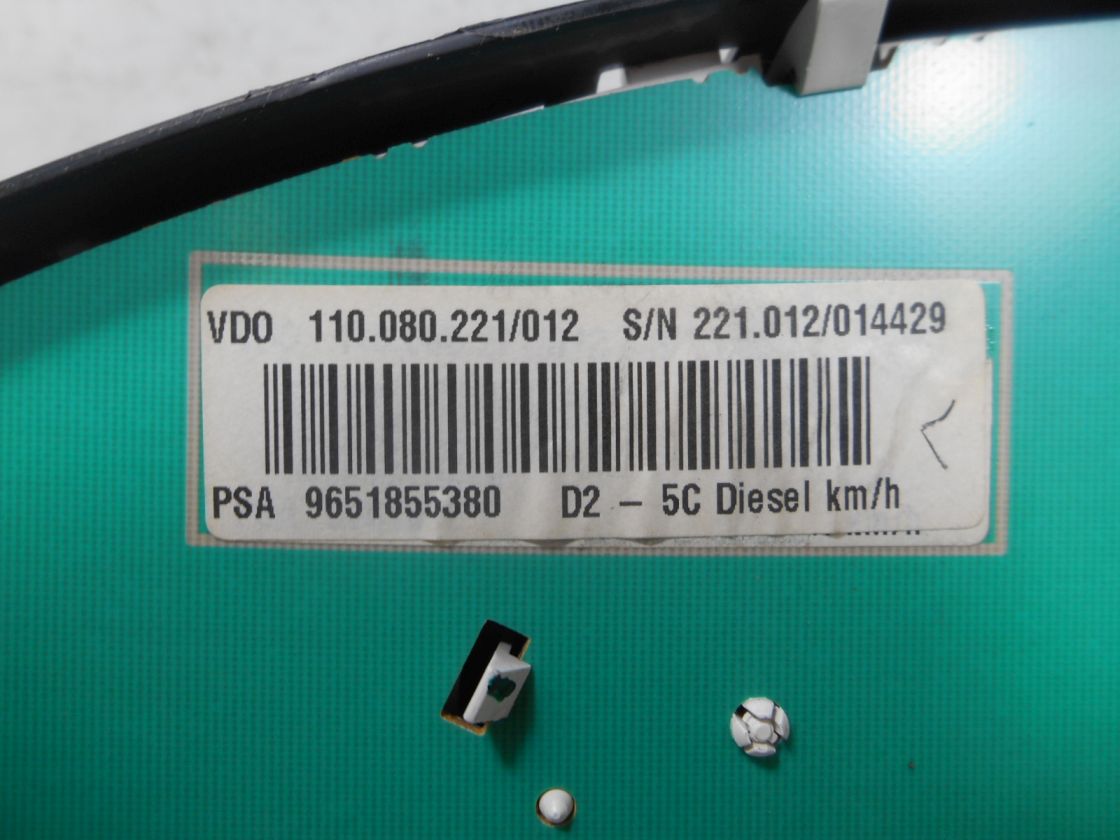 VDO 110.080.221/012 S/N 221.012/014429
PSA 9651855380 D2 – 5C Diesel km/h